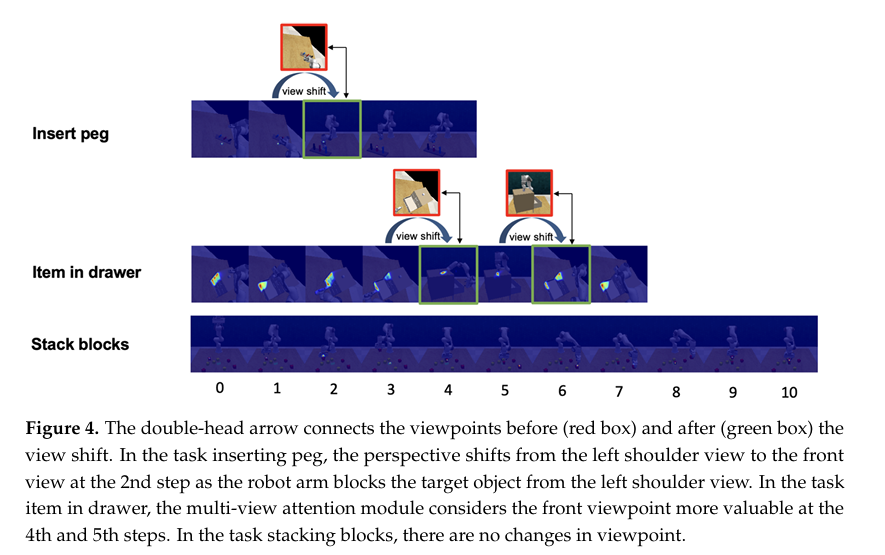 view shift
Insert peg
view shift
view shift
Item in drawer
Stack blocks
0 1 2 3 4 5 6 7 8 9 10
Figure 4. The double-head arrow connects the viewpoints before (red box) and after (green box) the
view shift. In the task inserting peg, the perspective shifts from the left shoulder view to the front
view at the 2nd step as the robot arm blocks the target object from the left shoulder view. In the task
item in drawer, the multi-view attention module considers the front viewpoint more valuable at the
4th and 5th steps. In the task stacking blocks, there are no changes in viewpoint.